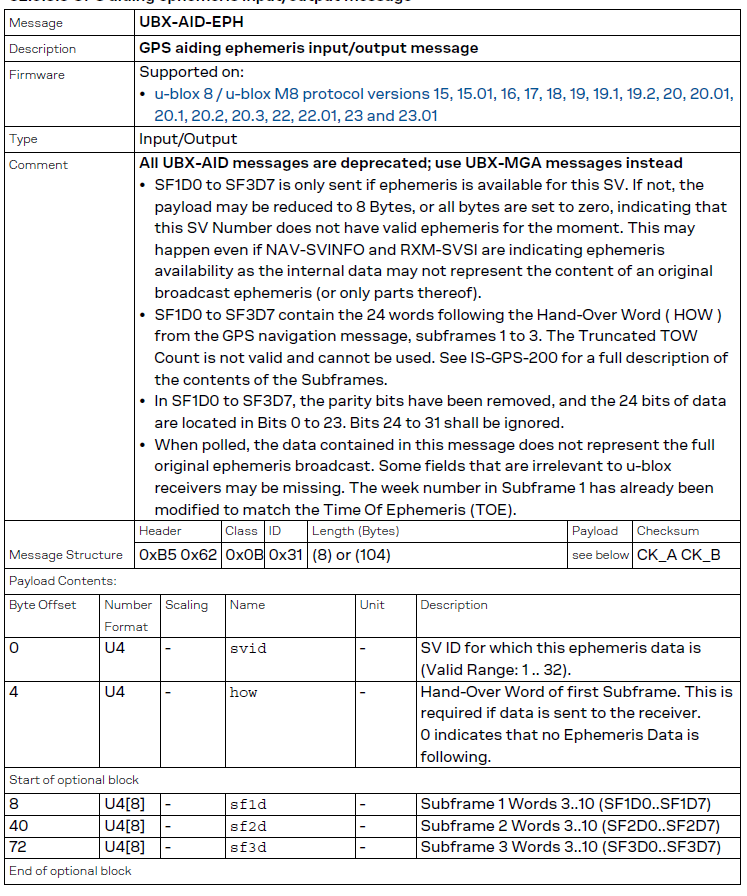 Message UBX-AID-EPH
Description GPS aiding ephemeris input/output message
Firmware Supported on:
• u-blox 8 / u-blox M8 protocol versions 15, 15.01, 16, 17, 18, 19, 19.1, 19.2, 20, 20.01,
20.1, 20.2, 20.3, 22, 22.01, 23 and 23.01
Type Input/Output
Comment All UBX-AID messages are deprecated; use UBX-MGA messages instead
• SF1D0 to SF3D7 is only sent if ephemeris is available for this SV. If not, the
payload may be reduced to 8 Bytes, or all bytes are set to zero, indicating that
this SV Number does not have valid ephemeris for the moment. This may
happen even if NAV-SVINFO and RXM-SVSI are indicating ephemeris
availability as the internal data may not represent the content of an original
broadcast ephemeris (or only parts thereof).
• SF1D0 to SF3D7 contain the 24 words following the Hand-Over Word ( HOW )
from the GPS navigation message, subframes 1 to 3. The Truncated TOW
Count is not valid and cannot be used. See IS-GPS-200 for a full description of
the contents of the Subframes.
• In SF1D0 to SF3D7, the parity bits have been removed, and the 24 bits of data
are located in Bits 0 to 23. Bits 24 to 31 shall be ignored.
• When polled, the data contained in this message does not represent the full
original ephemeris broadcast. Some fields that are irrelevant to u-blox
receivers may be missing. The week number in Subframe 1 has already been
modified to match the Time Of Ephemeris (TOE).
Header Class ID Length (Bytes) Payload Checksum
Message Structure 0xB5 0x62 0x0B 0x31 (8) or (104) see below CK_A CK_B
Payload Contents:
Byte Offset Number Scaling Name Unit Description
Format
0 U4 - svid - SV ID for which this ephemeris data is
(Valid Range: 1 .. 32).
4 U4 - how - Hand-Over Word of first Subframe. This is
required if data is sent to the receiver.
0 indicates that no Ephemeris Data is
following.
Start of optional block
8 U4[8] - sf1d - Subframe 1 Words 3..10 (SF1D0..SF1D7)
40 U4[8] - sf2d - Subframe 2 Words 3..10 (SF2D0..SF2D7)
72 U4[8] - sf3d - Subframe 3 Words 3..10 (SF3D0..SF3D7)
End of optional block